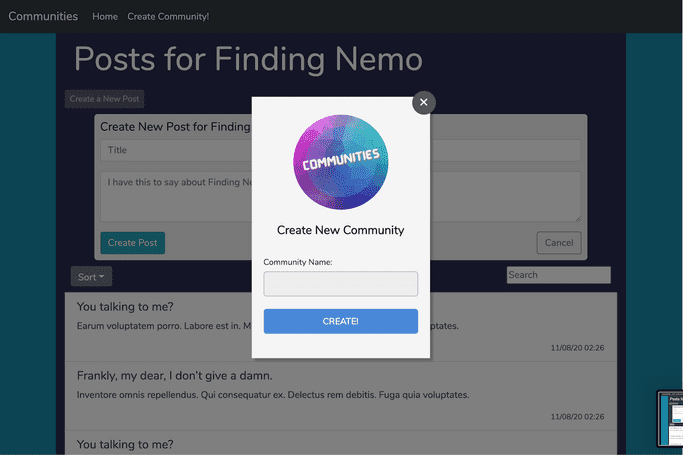 Communities Home Create Community!
Posts for Finding Nemo
Create a New Post
×
Create New Post for Finding
Title
I have this to say about Finding Ne
Create Post
Cancel
COMMUNITIES
Create New Community
Community Name:
CREATE!
Sort
Search
You talking to me?
Earum voluptatem porro. Labore est in. M ptates.
11/08/20 02:26
Frankly, my dear, I don't give a damn.
Inventore omnis repellendus. Qui consequatur ex. Delectus rem debitis. Fuga quia voluptates.
11/08/20 02:26
You talking to me?